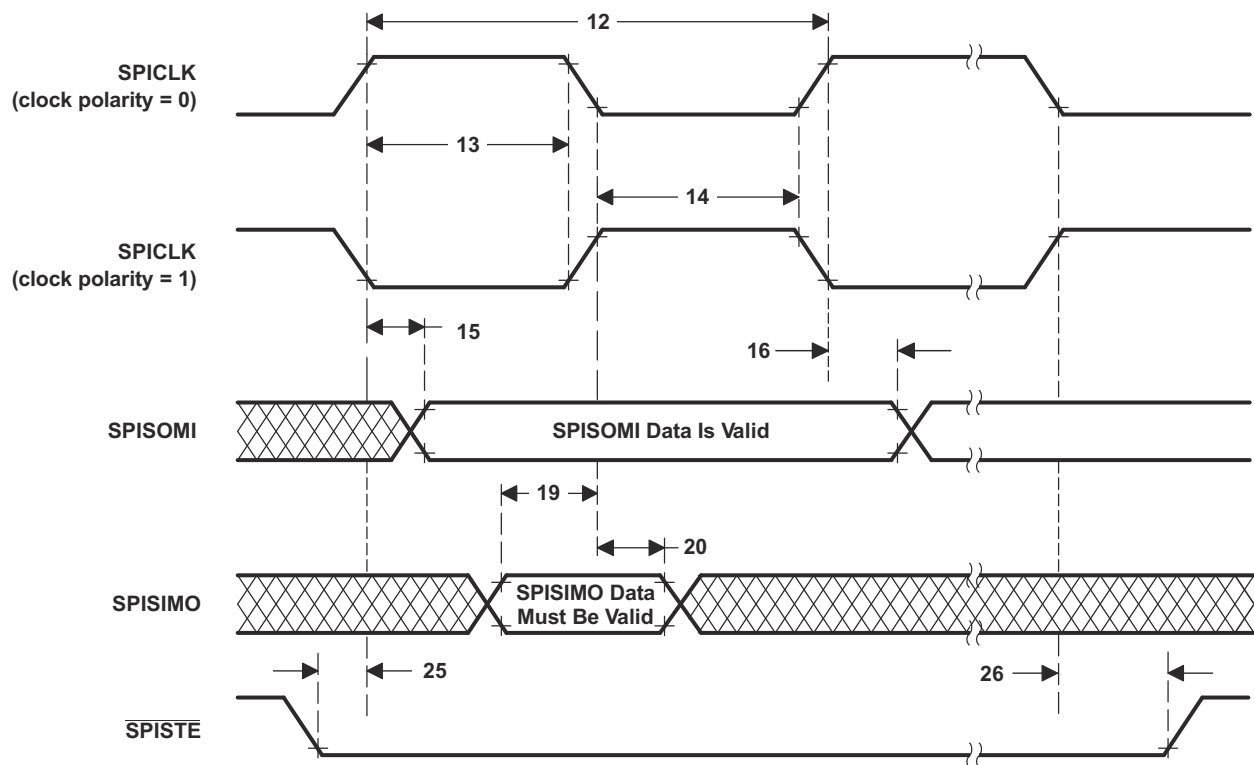 12
SPICLK
(clock polarity = 0)
13
14
SPICLK
(clock polarity = 1)
15
16
SPISOMI
SPISOMI Data Is Valid
19
20
SPISIMO
SPISIMO Data
Must Be Valid
25
26
SPISTE